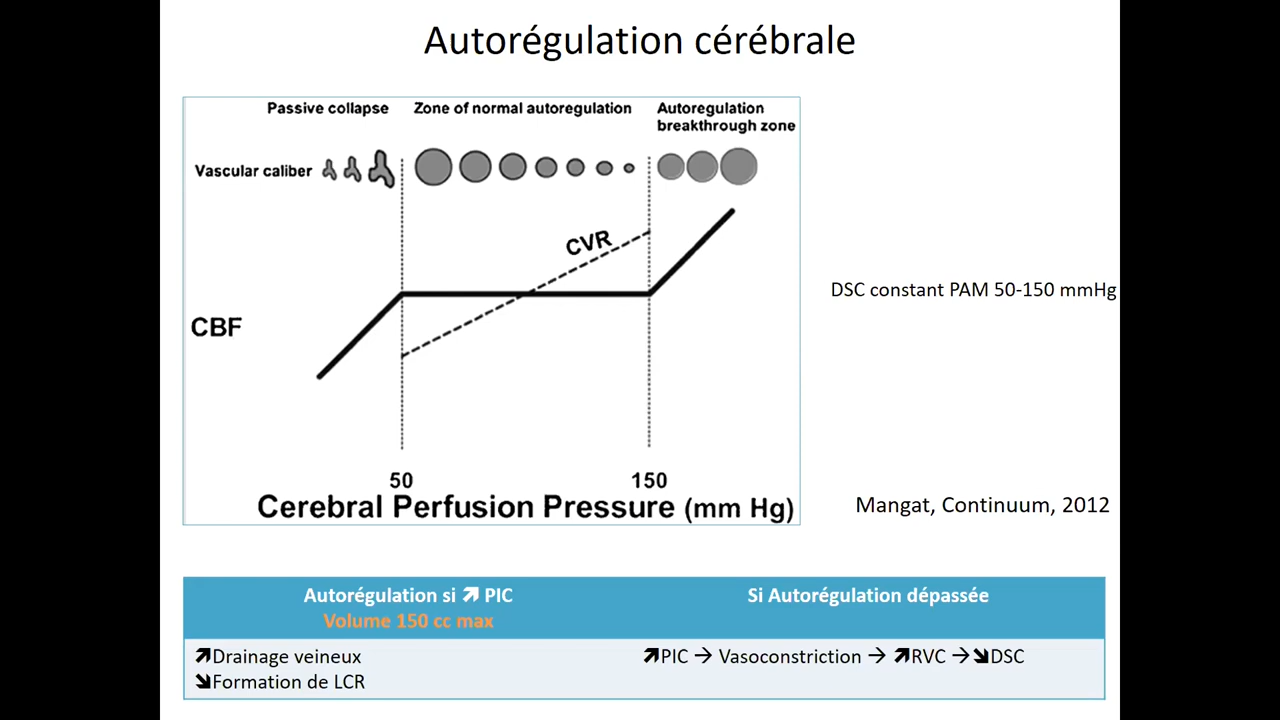 Autorégulation cérébrale
Passive collapse
Zone of normal autoregulation
Autoregulation
breakthrough zone
Vascular caliber
CVR
CBF
DSC constant PAM 50-150 mmHg
50
150
Cerebral Perfusion Pressure (mm Hg)
Mangat, Continuum, 2012
Autorégulation si ↗ PIC
Volume 150 cc max
Si Autorégulation dépassée
↗Drainage veineux
↘Formation de LCR
↗PIC → Vasoconstriction → ↗RVC →↘DSC